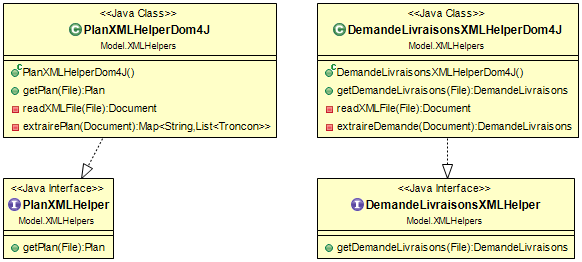 <<Java Class>>
PlanXMLHelperDom4J
Model.XMLHelpers
PlanXMLHelperDom4J()
getPlan(File):Plan
readXMLFile(File):Document
extrairePlan(Document):Map<String,List<Troncon>>
<<Java Class>>
DemandeLivraisonsXMLHelperDom4J
Model.XMLHelpers
DemandeLivraisonsXMLHelperDom4J()
getDemandeLivraisons(File):DemandeLivraisons
readXMLFile(File):Document
extraireDemande(Document):DemandeLivraisons
<<Java Interface>>
PlanXMLHelper
Model.XMLHelpers
getPlan(File):Plan
<<Java Interface>>
DemandeLivraisonsXMLHelper
Model.XMLHelpers
getDemandeLivraisons(File):DemandeLivraisons